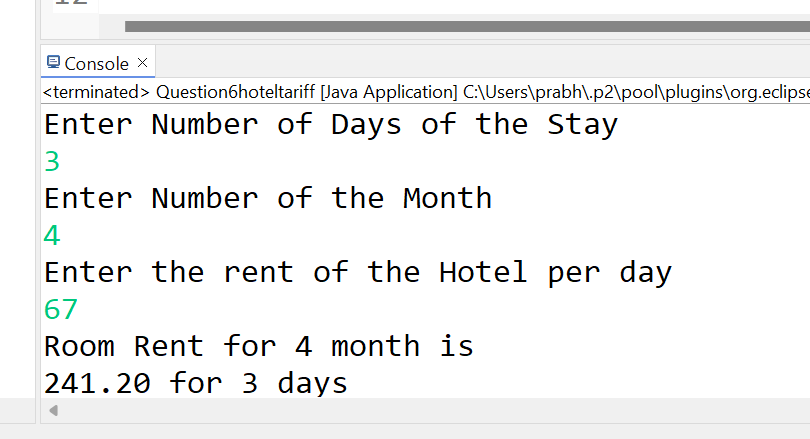 12
Console
<terminated> Question6hoteltariff [Java Application] C:\Users\prabh\.p2\pool\plugins\org.eclipse
Enter Number of Days of the Stay
3
Enter Number of the Month
4
Enter the rent of the Hotel per day
67
Room Rent for 4 month is
241.20 for 3 days